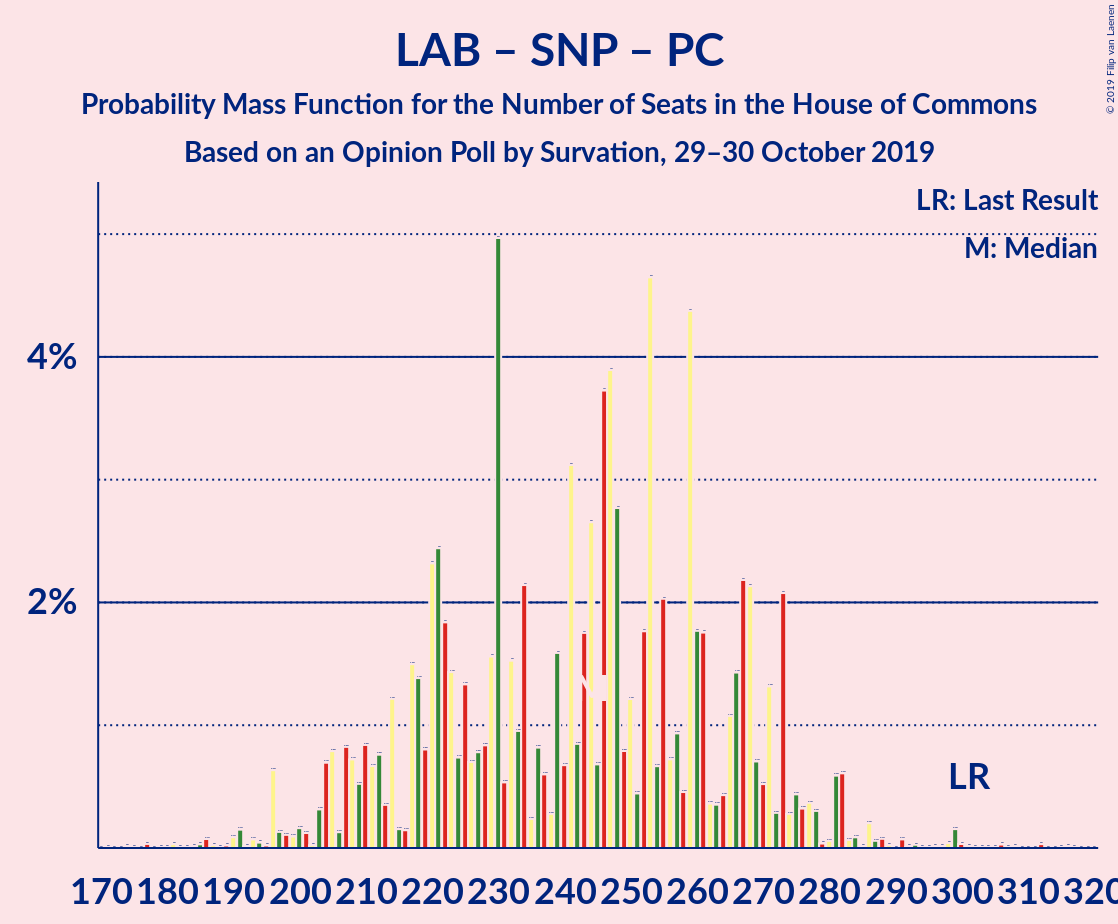 LAB – SNP – PC
Probability Mass Function for the Number of Seats in the House of Commons
Based on an Opinion Poll by Survation, 29–30 October 2019
© 2019 Filip van Laenen
LR: Last Result
M: Median
4%
2%
M
LR
170 180 190 200 210 220 230 240 250 260 270 280 290 300 310 320